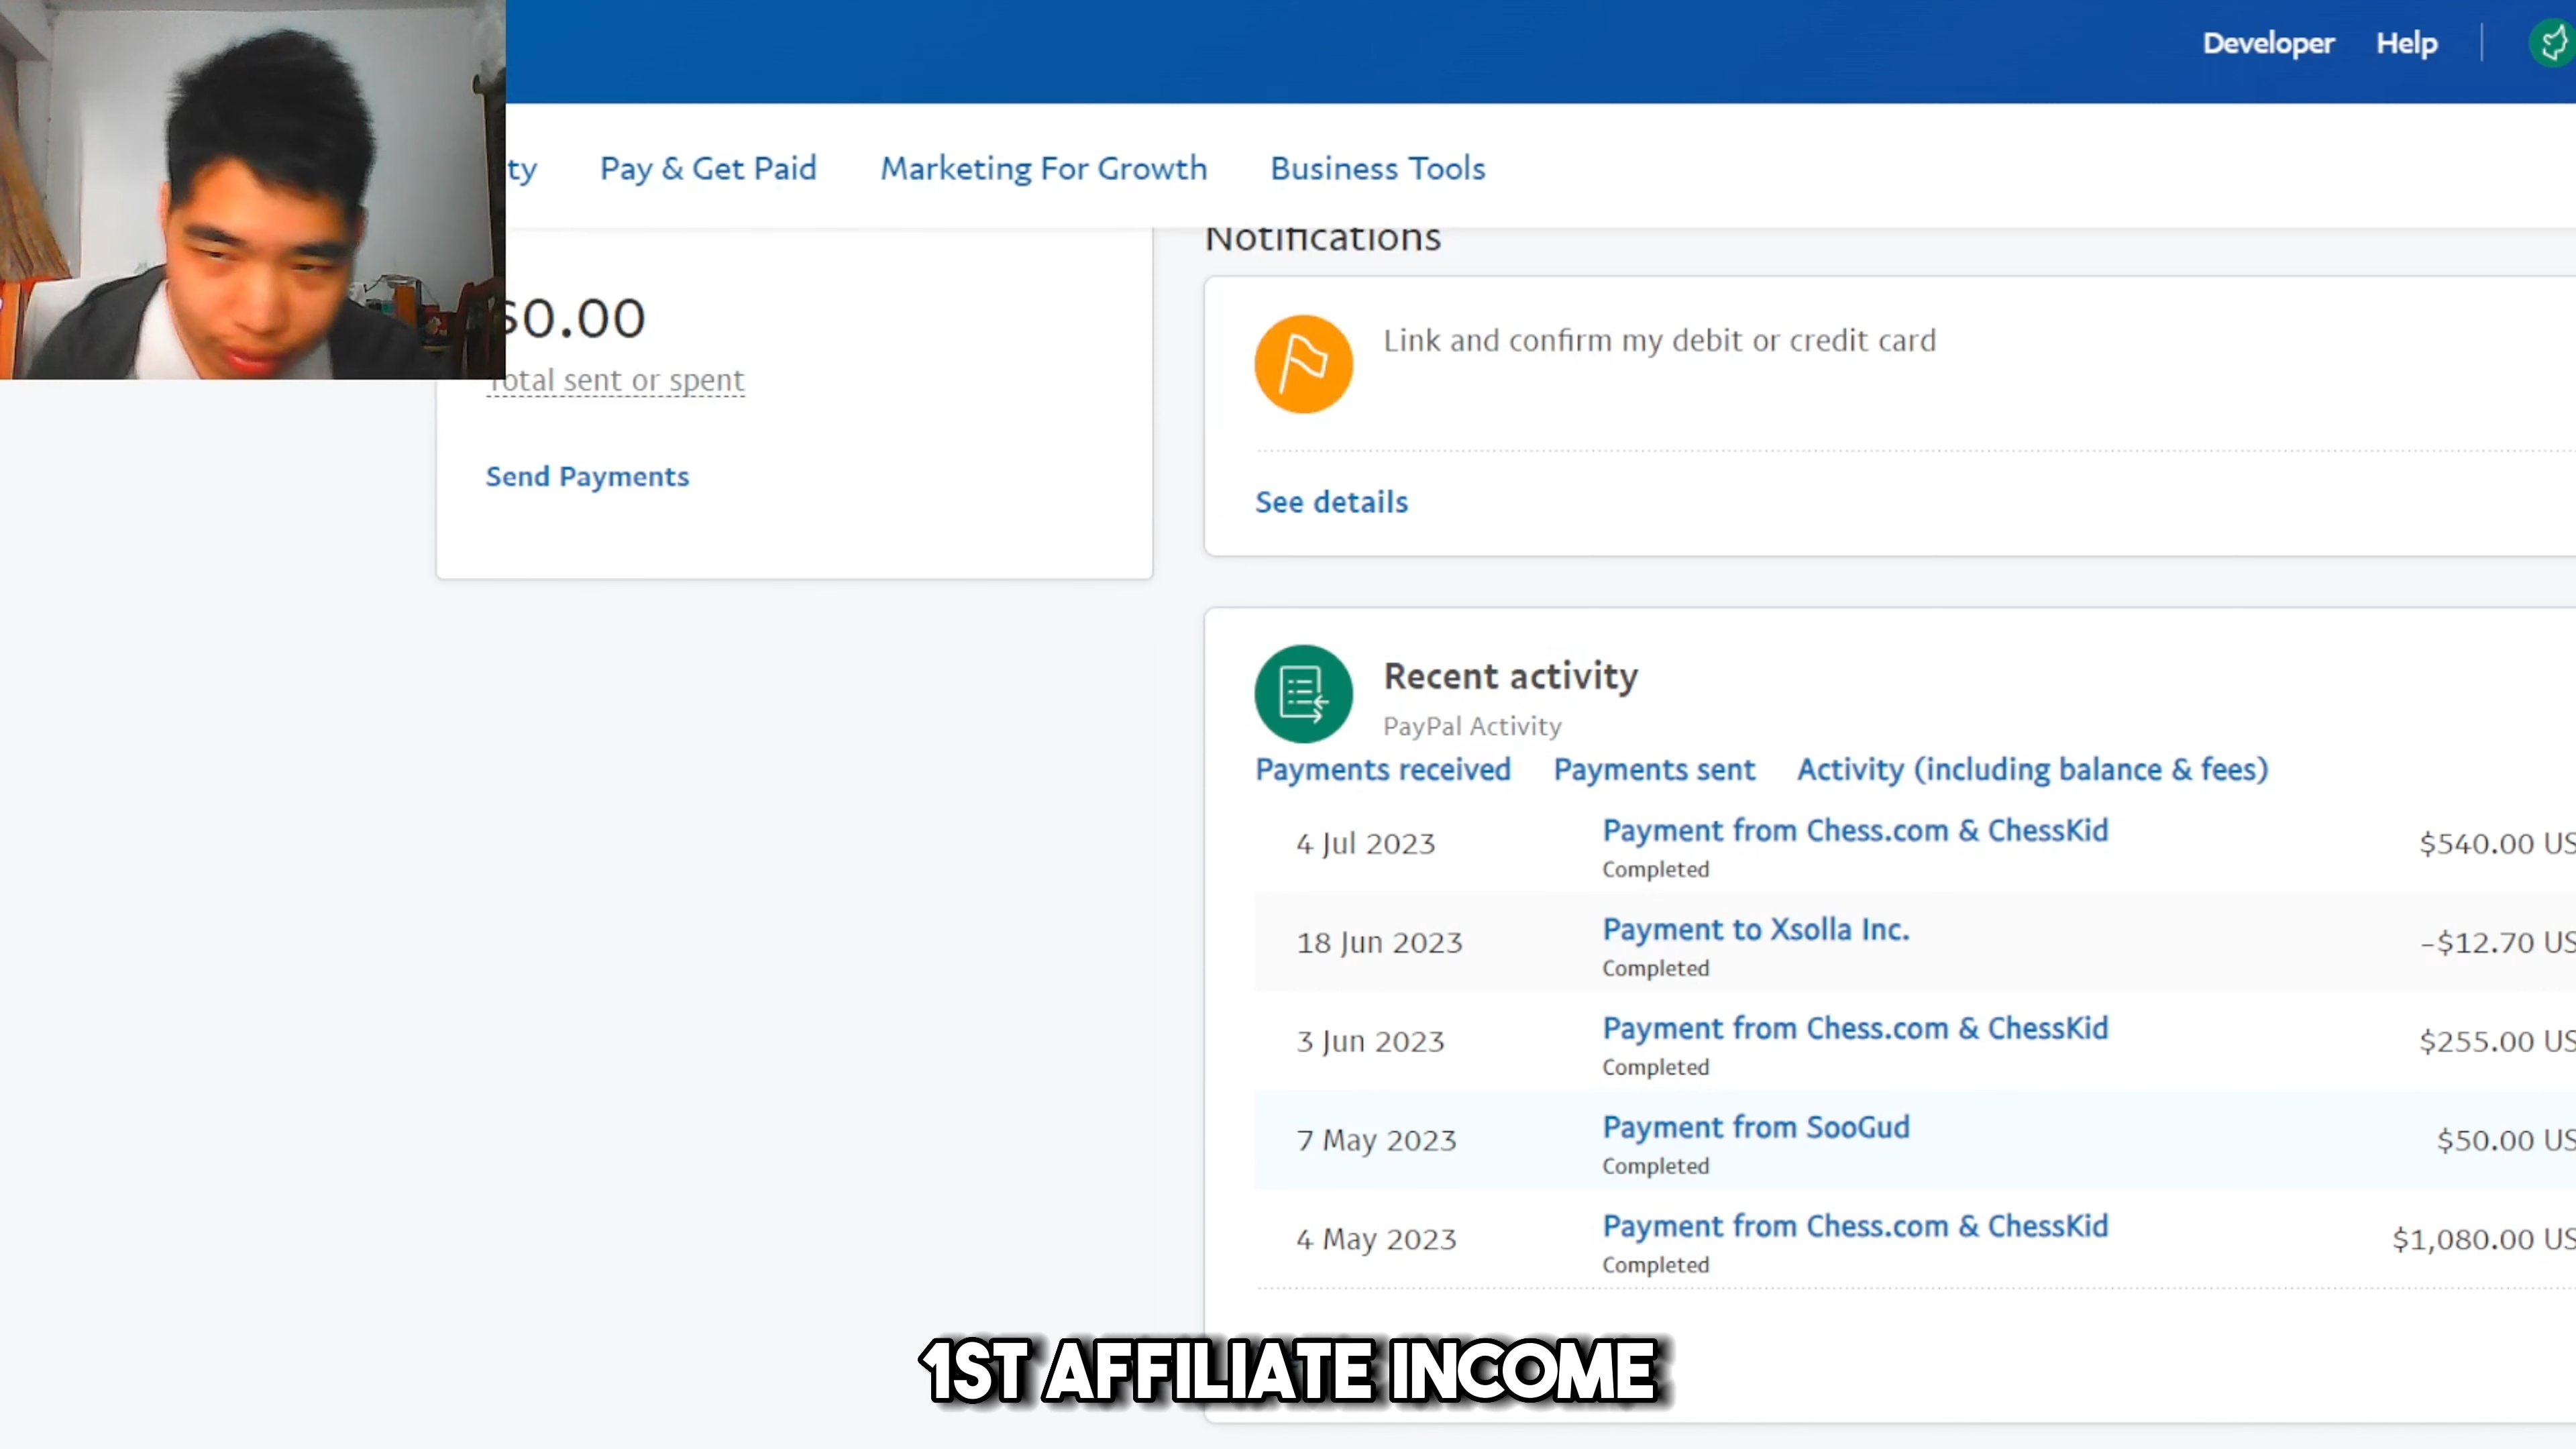 Developer Help
ty Pay & Get Paid Marketing For Growth Business Tools
Notifications
$0.00
Total sent or spent
Send Payments
Link and confirm my debit or credit card
See details
Recent activity
PayPal Activity
Payments received Payments sent Activity (including balance & fees)
4 Jul 2023 Payment from Chess.com & ChessKid $540.00 US
Completed
18 Jun 2023 Payment to Xsolla Inc. -$12.70 US
Completed
3 Jun 2023 Payment from Chess.com & ChessKid $255.00 US
Completed
7 May 2023 Payment from SooGud $50.00 US
Completed
4 May 2023 Payment from Chess.com & ChessKid $1,080.00 US
Completed
1ST AFFILIATE INCOME